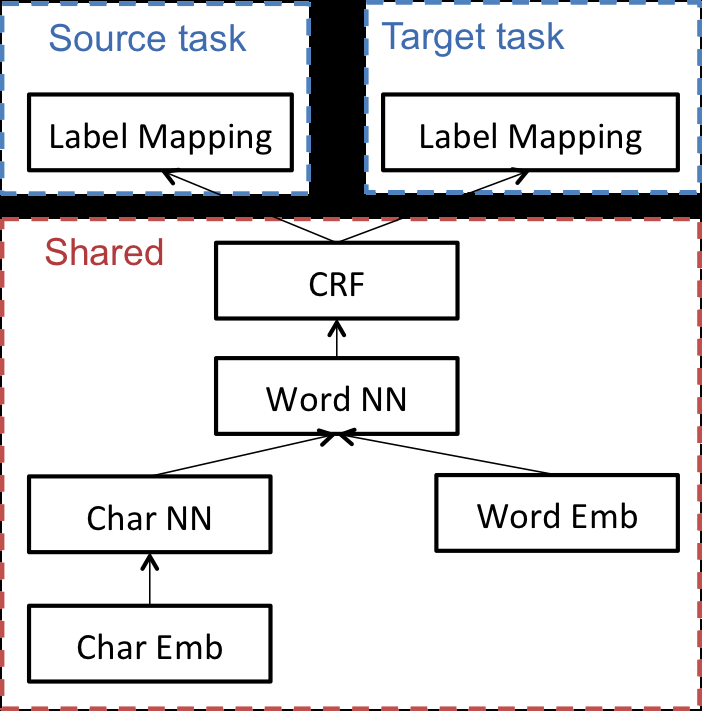 Source task
Target task
Label Mapping
Label Mapping
Shared
CRF
Word NN
Char NN
Word Emb
Char Emb